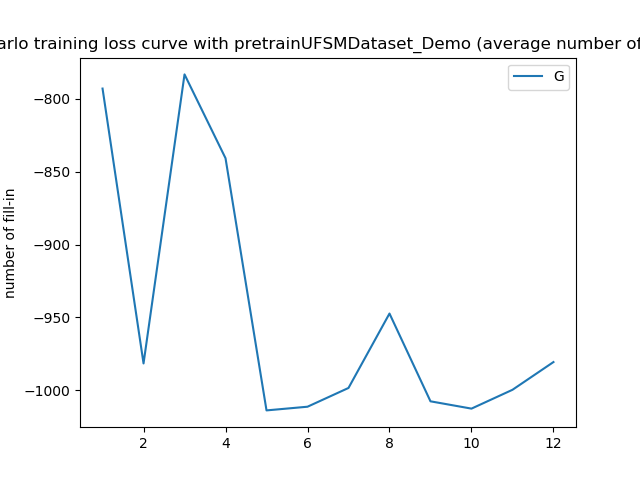 arlo training loss curve with pretrainUFSMDataset_Demo (average number of
G
number of fill-in
−800
−850
−900
−950
−1000
2 4 6 8 10 12